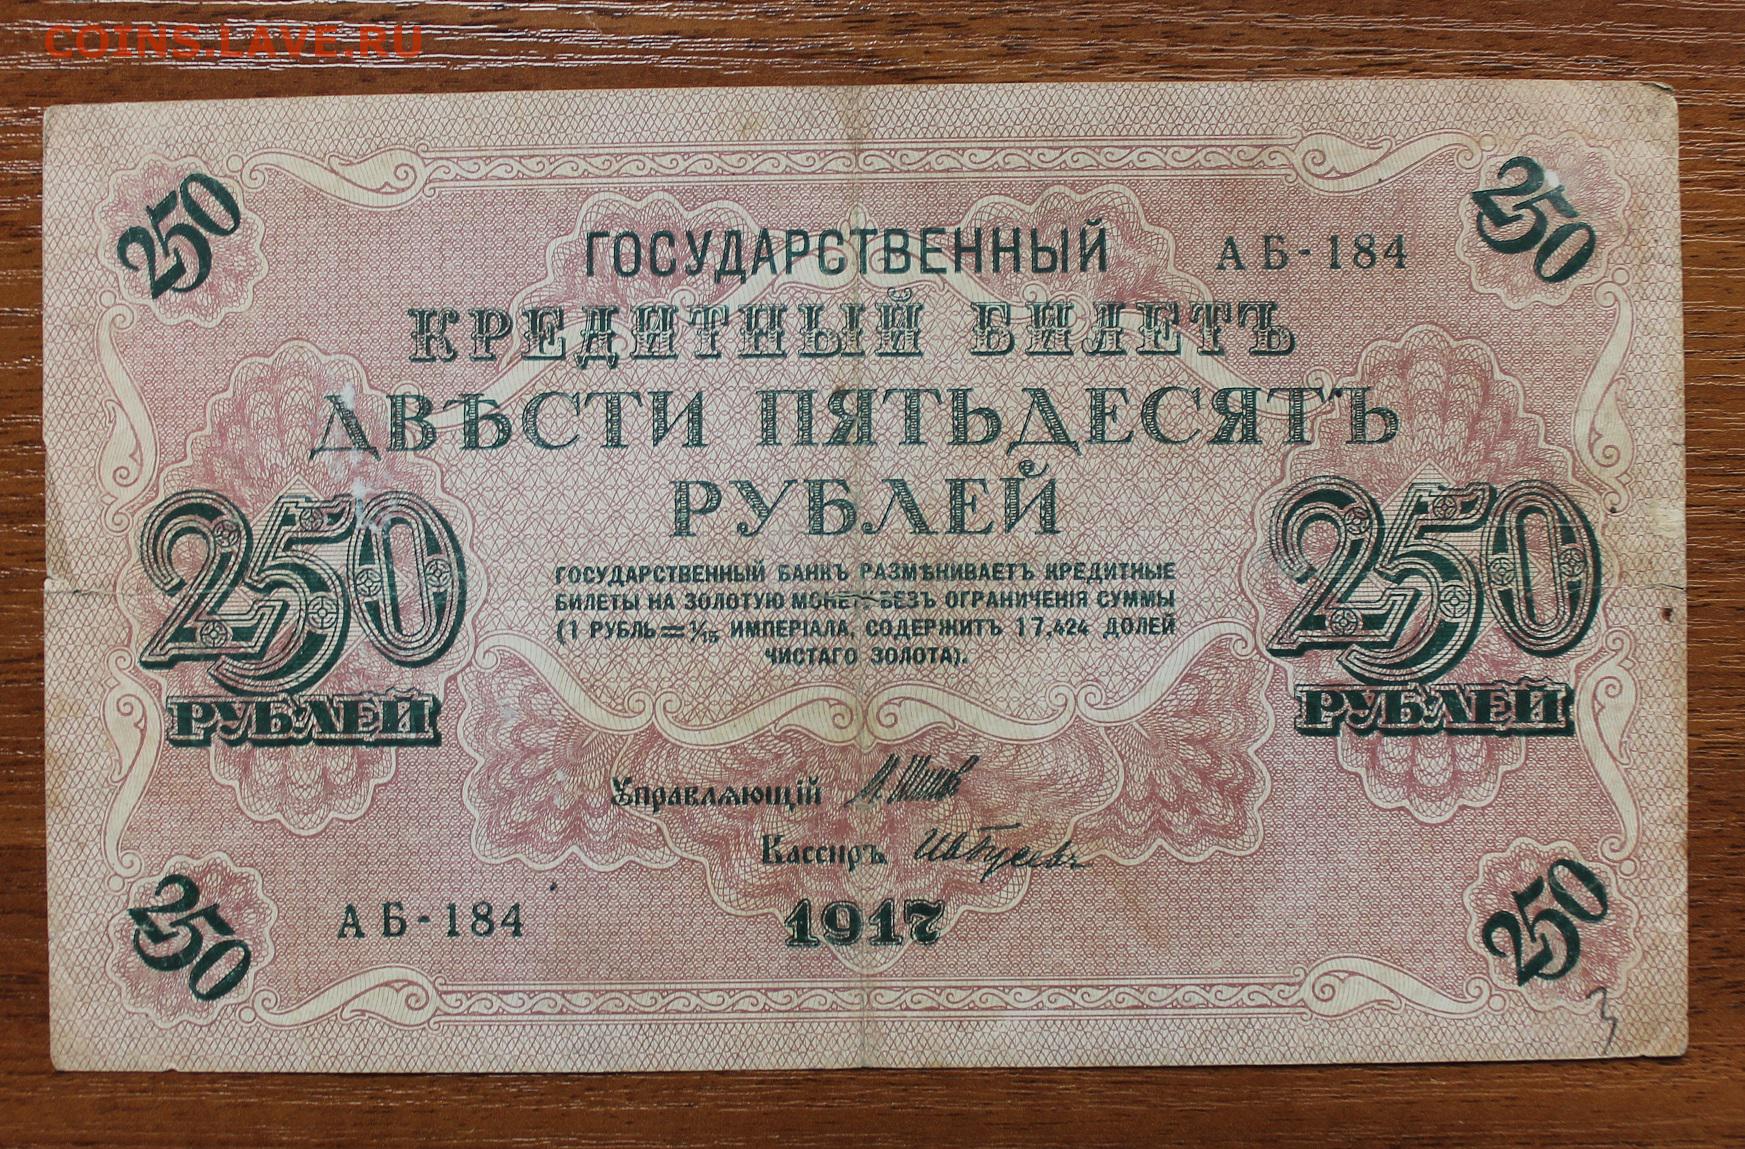 COINS.LAVE.RU
250
250
ГОСУДАРСТВЕННЫЙ
АБ-184
КРЕДИТНЫЙ БИЛЕТЪ
ДВѢСТИ ПЯТЬДЕСЯТЪ
РУБЛЕЙ
250
РУБЛЕЙ
250
РУБЛЕЙ
ГОСУДАРСТВЕННЫЙ БАНКЪ РАЗМѢНИВАЕТЪ КРЕДИТНЫЕ
БИЛЕТЫ НА ЗОЛОТУЮ МОНЕТУ БЕЗЪ ОГРАНИЧЕНІЯ СУММЫ
(1 РУБЛЬ=1/15 ИМПЕРІАЛА, СОДЕРЖИТЪ 17,424 ДОЛЕЙ
ЧИСТАГО ЗОЛОТА).
Управляющій
Кассиръ
АБ-184
1917
250
250